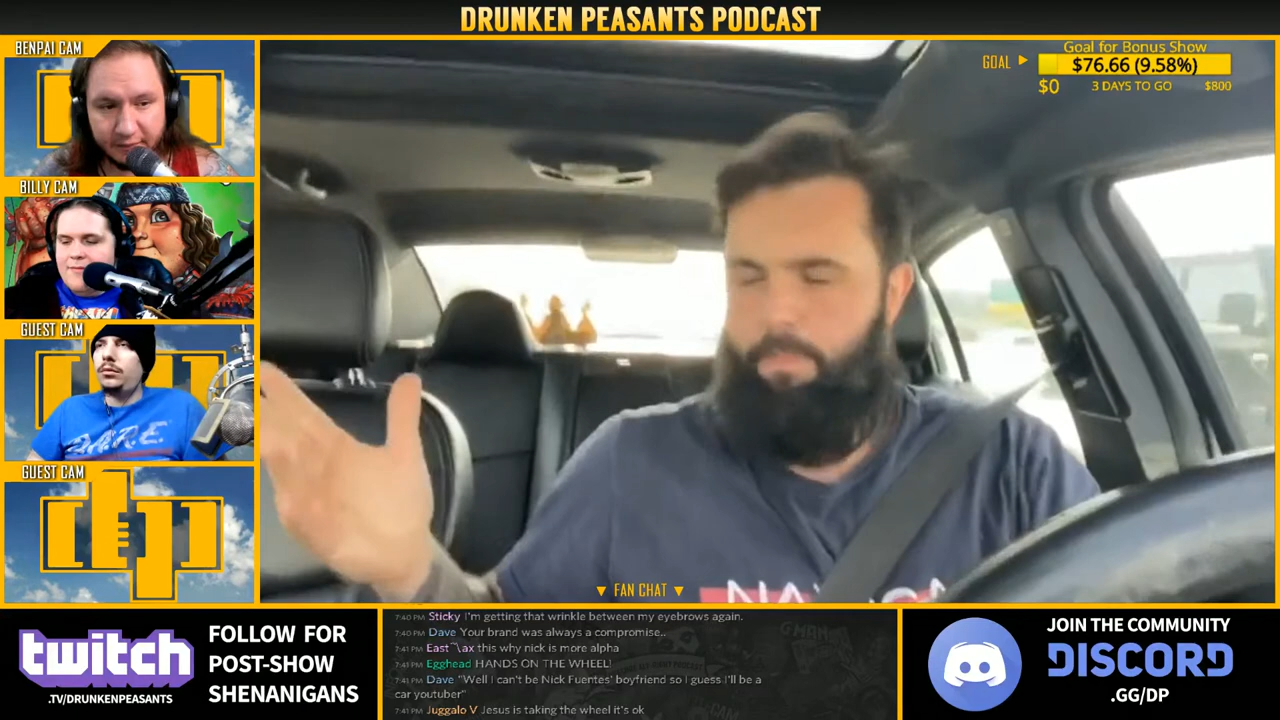 DRUNKEN PEASANTS PODCAST
BENPAI CAM
BILLY CAM
GUEST CAM
D.A.R.E.
GUEST CAM
Goal for Bonus Show
GOAL ▶ $76.66 (9.58%)
$0 3 DAYS TO GO $800
▼ FAN CHAT ▼
twitch
.TV/DRUNKENPEASANTS
FOLLOW FOR
POST-SHOW
SHENANIGANS
7:40 PM Sticky I'm getting that wrinkle between my eyebrows again.
7:40 PM Dave Your brand was always a compromise..
7:41 PM East¯\ax this why nick is more alpha
7:41 PM Egghead HANDS ON THE WHEEL!
7:41 PM Dave "Well I can't be Nick Fuentes' boyfriend so I guess I'll be a
car youtuber"
7:41 PM Juggalo V Jesus is taking the wheel it's ok
JOIN THE COMMUNITY
DISCORD
.GG/DP